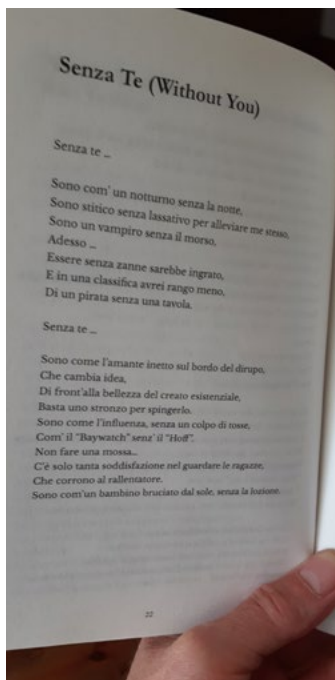 Senza Te (Without You)
Senza te ...
Sono com' un notturno senza la notte,
Sono stitico senza lassativo per alleviare me stesso,
Sono un vampiro senza il morso,
Adesso ...
Essere senza zanne sarebbe ingrato,
E in una classifica avrei rango meno,
Di un pirata senza una tavola.
Senza te ...
Sono come l'amante inetto sul bordo del dirupo,
Che cambia idea,
Di front'alla bellezza del creato esistenziale,
Basta uno stronzo per spingerlo.
Sono come l'influenza, senza un colpo di tosse,
Com' il "Baywatch" senz' il "Hoff".
Non fare una mossa...
C'è solo tanta soddisfazione nel guardare le ragazze,
Che corrono al rallentatore.
Sono com'un bambino bruciato dal sole, senza la lozione.
22